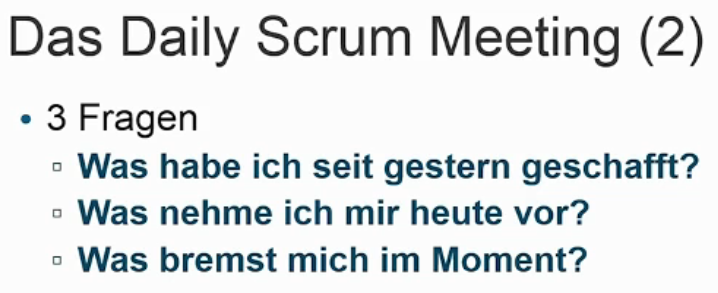 Das Daily Scrum Meeting (2)
• 3 Fragen
▫ Was habe ich seit gestern geschafft?
▫ Was nehme ich mir heute vor?
▫ Was bremst mich im Moment?